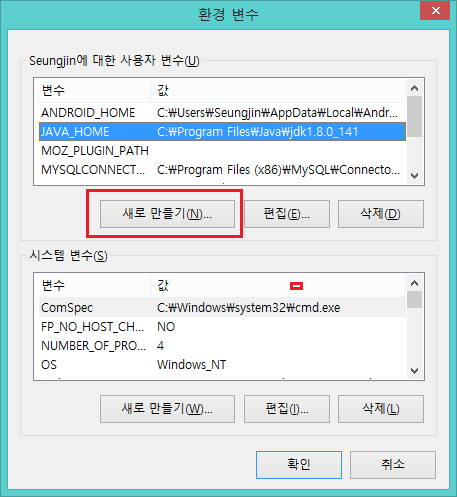 환경 변수
Seungjin에 대한 사용자 변수(U)
변수 값
ANDROID_HOME C:₩Users₩Seungjin₩AppData₩Local₩Andr...
JAVA_HOME C:₩Program Files₩Java₩jdk1.8.0_141
MOZ_PLUGIN_PATH
MYSQLCONNECT... C:₩Program Files (x86)₩MySQL₩Connecto...
새로 만들기(N)... 편집(E)... 삭제(D)
시스템 변수(S)
변수 값
ComSpec C:₩Windows₩system32₩cmd.exe
FP_NO_HOST_CH... NO
NUMBER_OF_PRO... 4
OS Windows_NT
새로 만들기(W)... 편집(I)... 삭제(L)
확인 취소